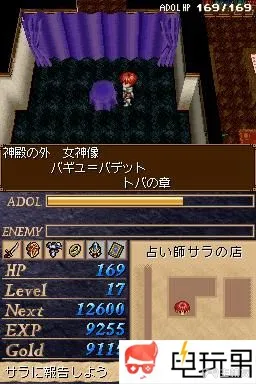 ADOL HP 169/169
神殿の外 女神像
バギュ=バデット
トバの章
ADOL
ENEMY
占い師サラの店
HP 169
Level 17
Next 12600
EXP 9255
Gold 911
サラに報告しよう
电玩男